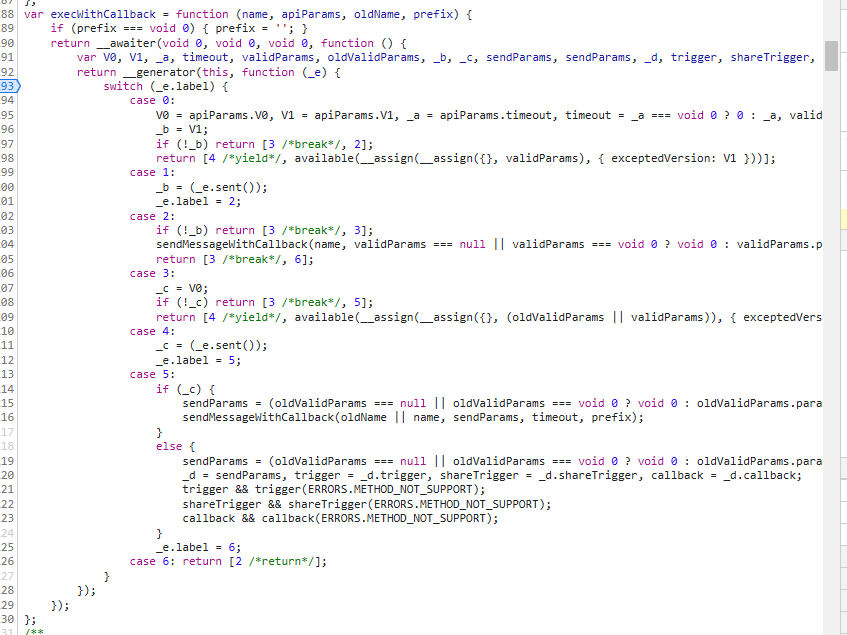 };
88 var execWithCallback = function (name, apiParams, oldName, prefix) {
89 if (prefix === void 0) { prefix = ''; }
90 return __awaiter(void 0, void 0, void 0, function () {
91 var V0, V1, _a, timeout, validParams, oldValidParams, _b, _c, sendParams, sendParams, _d, trigger, shareTrigger,
92 return __generator(this, function (_e) {
93 switch (_e.label) {
94 case 0:
95 V0 = apiParams.V0, V1 = apiParams.V1, _a = apiParams.timeout, timeout = _a === void 0 ? 0 : _a, valid
96 _b = V1;
97 if (!_b) return [3 /*break*/, 2];
98 return [4 /*yield*/, available(__assign(__assign({}, validParams), { exceptedVersion: V1 }))];
99 case 1:
00 _b = (_e.sent());
01 _e.label = 2;
02 case 2:
03 if (!_b) return [3 /*break*/, 3];
04 sendMessageWithCallback(name, validParams === null || validParams === void 0 ? void 0 : validParams.p
05 return [3 /*break*/, 6];
06 case 3:
07 _c = V0;
08 if (!_c) return [3 /*break*/, 5];
09 return [4 /*yield*/, available(__assign(__assign({}, (oldValidParams || validParams)), { exceptedVers
10 case 4:
11 _c = (_e.sent());
12 _e.label = 5;
13 case 5:
14 if (_c) {
15 sendParams = (oldValidParams === null || oldValidParams === void 0 ? void 0 : oldValidParams.para
16 sendMessageWithCallback(oldName || name, sendParams, timeout, prefix);
17 }
18 else {
19 sendParams = (oldValidParams === null || oldValidParams === void 0 ? void 0 : oldValidParams.para
20 _d = sendParams, trigger = _d.trigger, shareTrigger = _d.shareTrigger, callback = _d.callback;
21 trigger && trigger(ERRORS.METHOD_NOT_SUPPORT);
22 shareTrigger && shareTrigger(ERRORS.METHOD_NOT_SUPPORT);
23 callback && callback(ERRORS.METHOD_NOT_SUPPORT);
24 }
25 _e.label = 6;
26 case 6: return [2 /*return*/];
27 }
28 });
29 });
30 };
31 /**